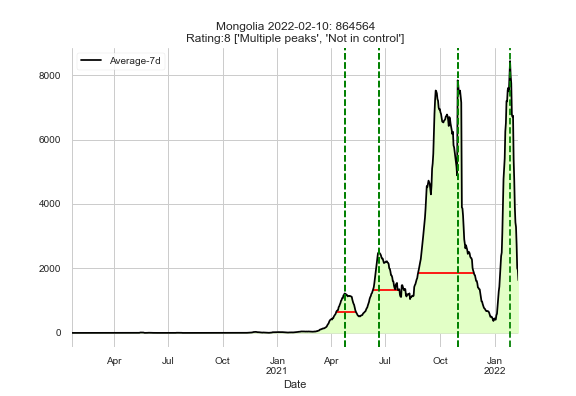 Mongolia 2022-02-10: 864564
Rating:8 ['Multiple peaks', 'Not in control']
Average-7d
8000
6000
4000
2000
0
Apr
Jul
Oct
Jan
2021
Apr
Jul
Oct
Jan
2022
Date